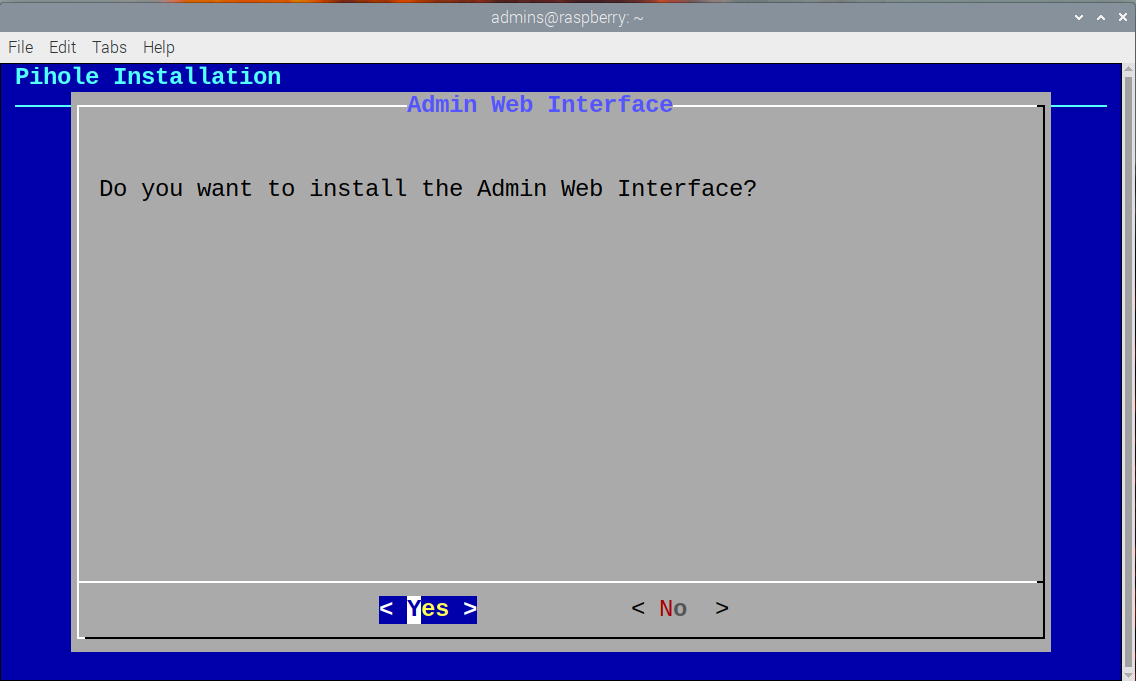 admins@raspberry: ~
File Edit Tabs Help
Pihole Installation
Admin Web Interface
Do you want to install the Admin Web Interface?
< Yes > < No >